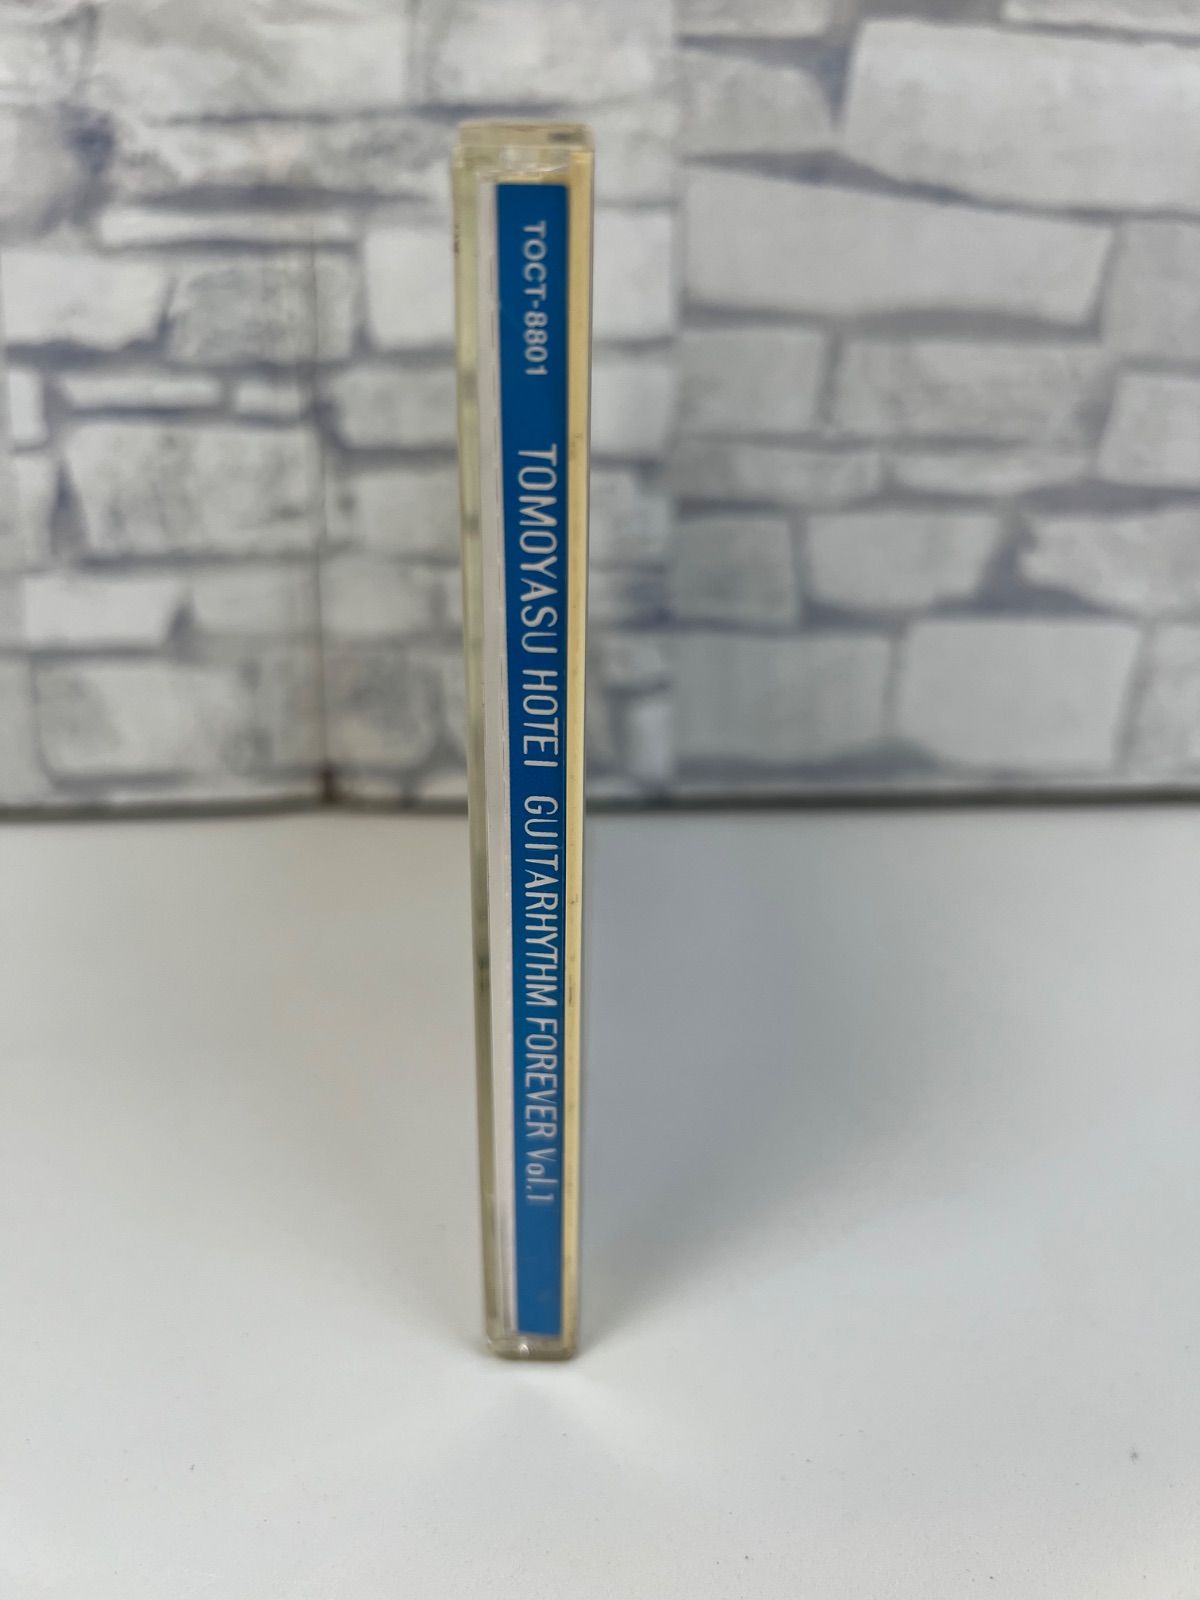 TOCT-8801 TOMOYASU HOTEI GUITARHYTHM FOREVER Vol.1